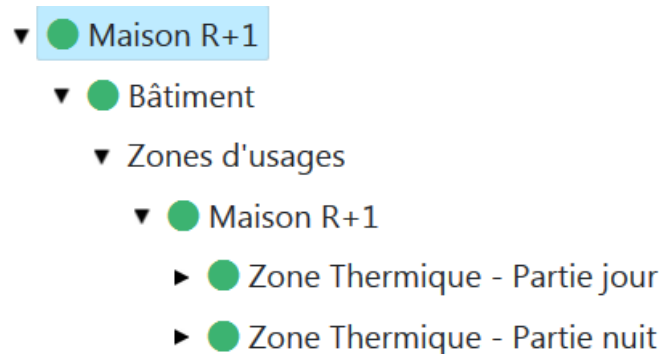 Maison R+1
Bâtiment
Zones d'usages
Maison R+1
Zone Thermique - Partie jour
Zone Thermique - Partie nuit